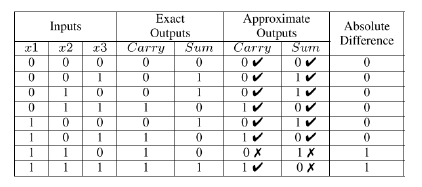 Inputs Exact Outputs Approximate Outputs Absolute Difference
x1 x2 x3 Carry Sum Carry Sum
0 0 0 0 0 0 ✔ 0 ✔ 0
0 0 1 0 1 0 ✔ 1 ✔ 0
0 1 0 0 1 0 ✔ 1 ✔ 0
0 1 1 1 0 1 ✔ 0 ✔ 0
1 0 0 0 1 0 ✔ 1 ✔ 0
1 0 1 1 0 1 ✔ 0 ✔ 0
1 1 0 1 0 0 ✗ 1 ✗ 1
1 1 1 1 1 1 ✔ 0 ✗ 1